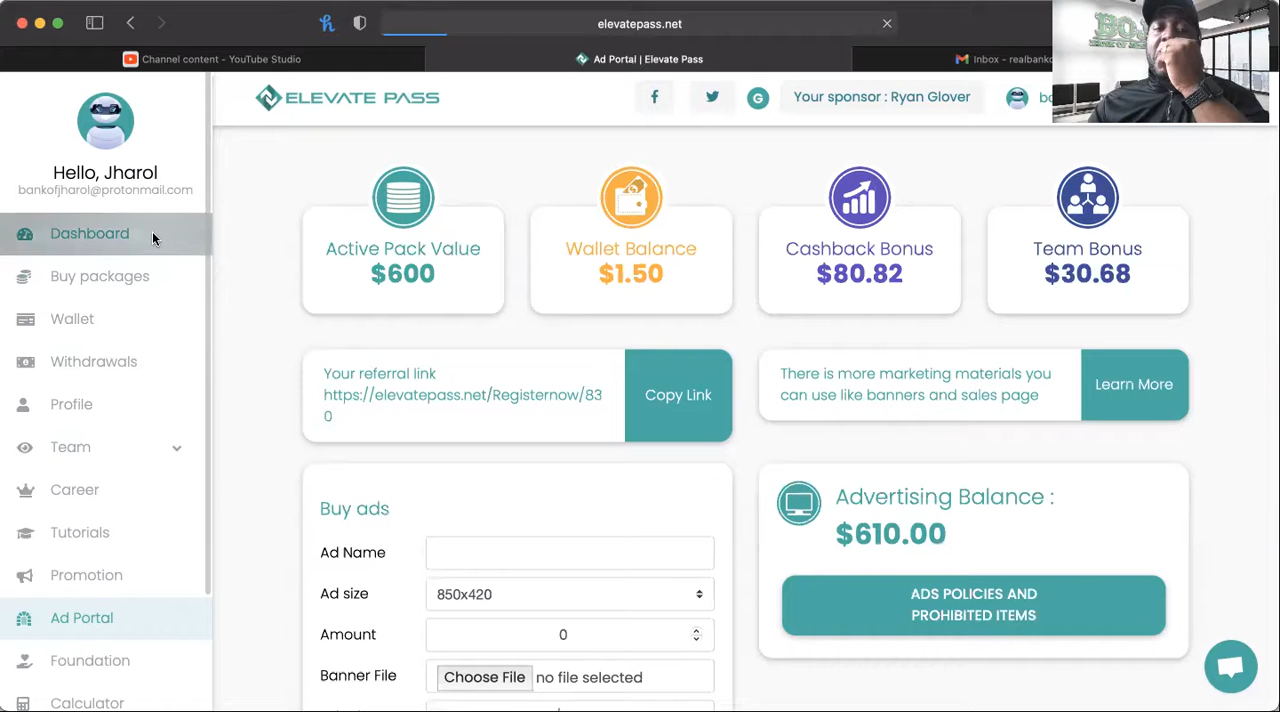 elevatepass.net
Channel content - YouTube Studio
Ad Portal | Elevate Pass
Inbox - realbanko
ELEVATE PASS
Your sponsor : Ryan Glover
Hello, Jharol
bankofjharol@protonmail.com
Dashboard
Buy packages
Wallet
Withdrawals
Profile
Team
Career
Tutorials
Promotion
Ad Portal
Foundation
Calculator
Active Pack Value
$600
Wallet Balance
$1.50
Cashback Bonus
$80.82
Team Bonus
$30.68
Your referral link
https://elevatepass.net/Registernow/83
0
Copy Link
There is more marketing materials you
can use like banners and sales page
Learn More
Buy ads
Ad Name
Ad size
850x420
Amount
0
Banner File
Choose File no file selected
Advertising Balance :
$610.00
ADS POLICIES AND
PROHIBITED ITEMS